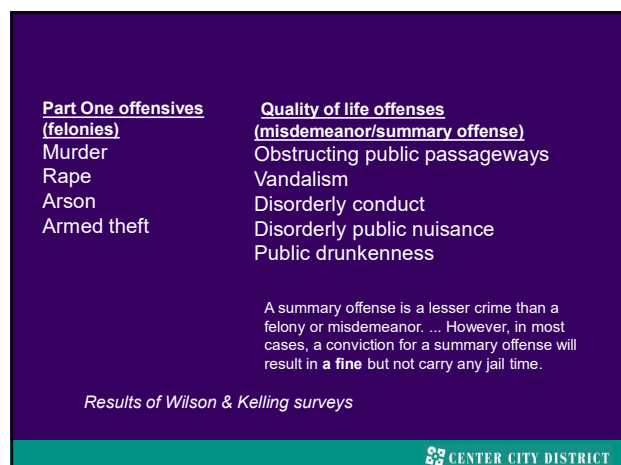 Part One offensives
(felonies)
Murder
Rape
Arson
Armed theft
Quality of life offenses
(misdemeanor/summary offense)
Obstructing public passageways
Vandalism
Disorderly conduct
Disorderly public nuisance
Public drunkenness
A summary offense is a lesser crime than a
felony or misdemeanor. ... However, in most
cases, a conviction for a summary offense will
result in a fine but not carry any jail time.
Results of Wilson & Kelling surveys
CENTER CITY DISTRICT